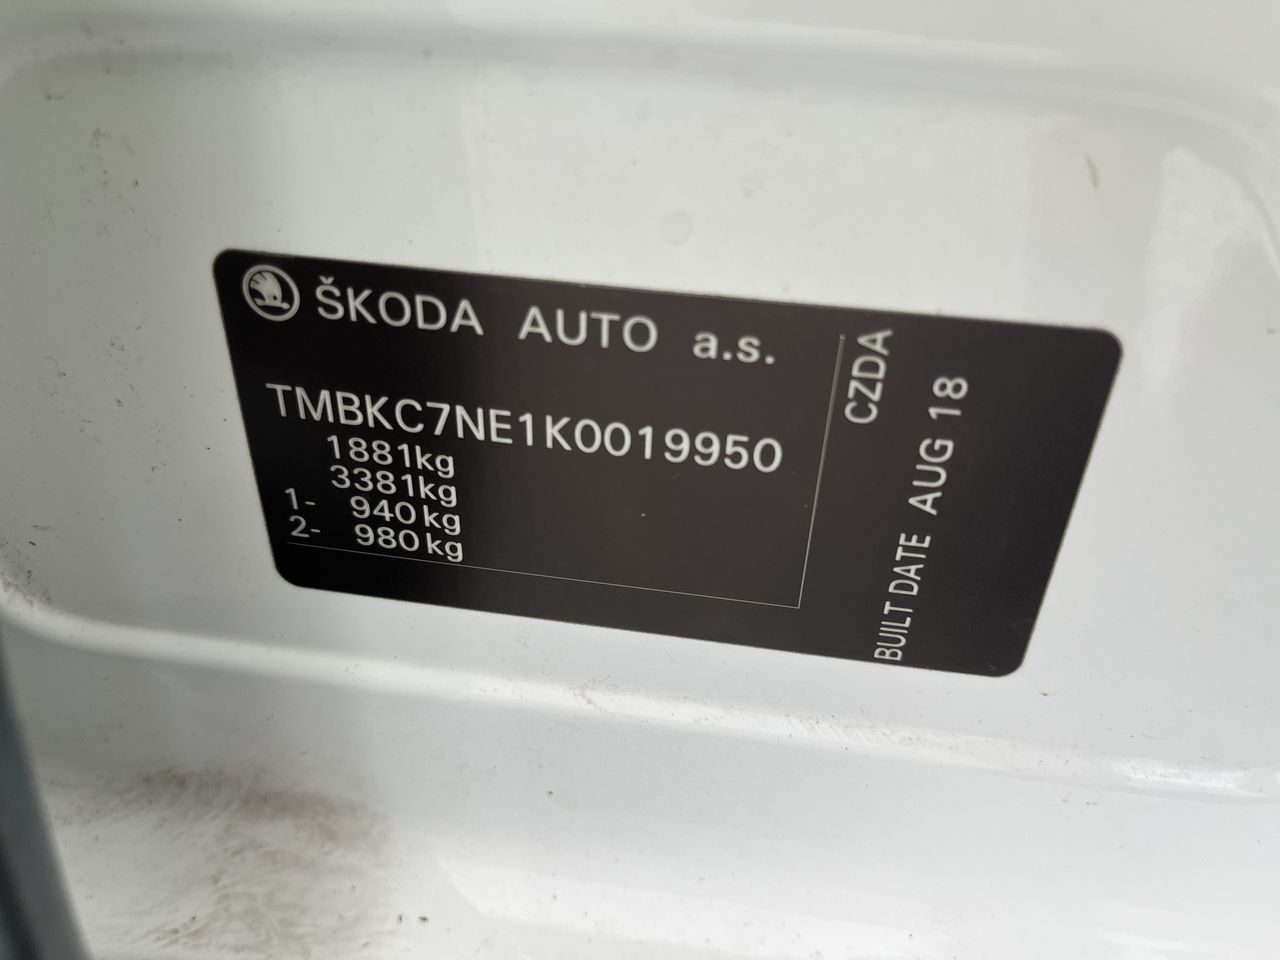 ŠKODA AUTO a.s.
TMBKC7NE1K0019950
1881kg
3381kg
1- 940kg
2- 980kg
CZDA
BUILT DATE AUG 18